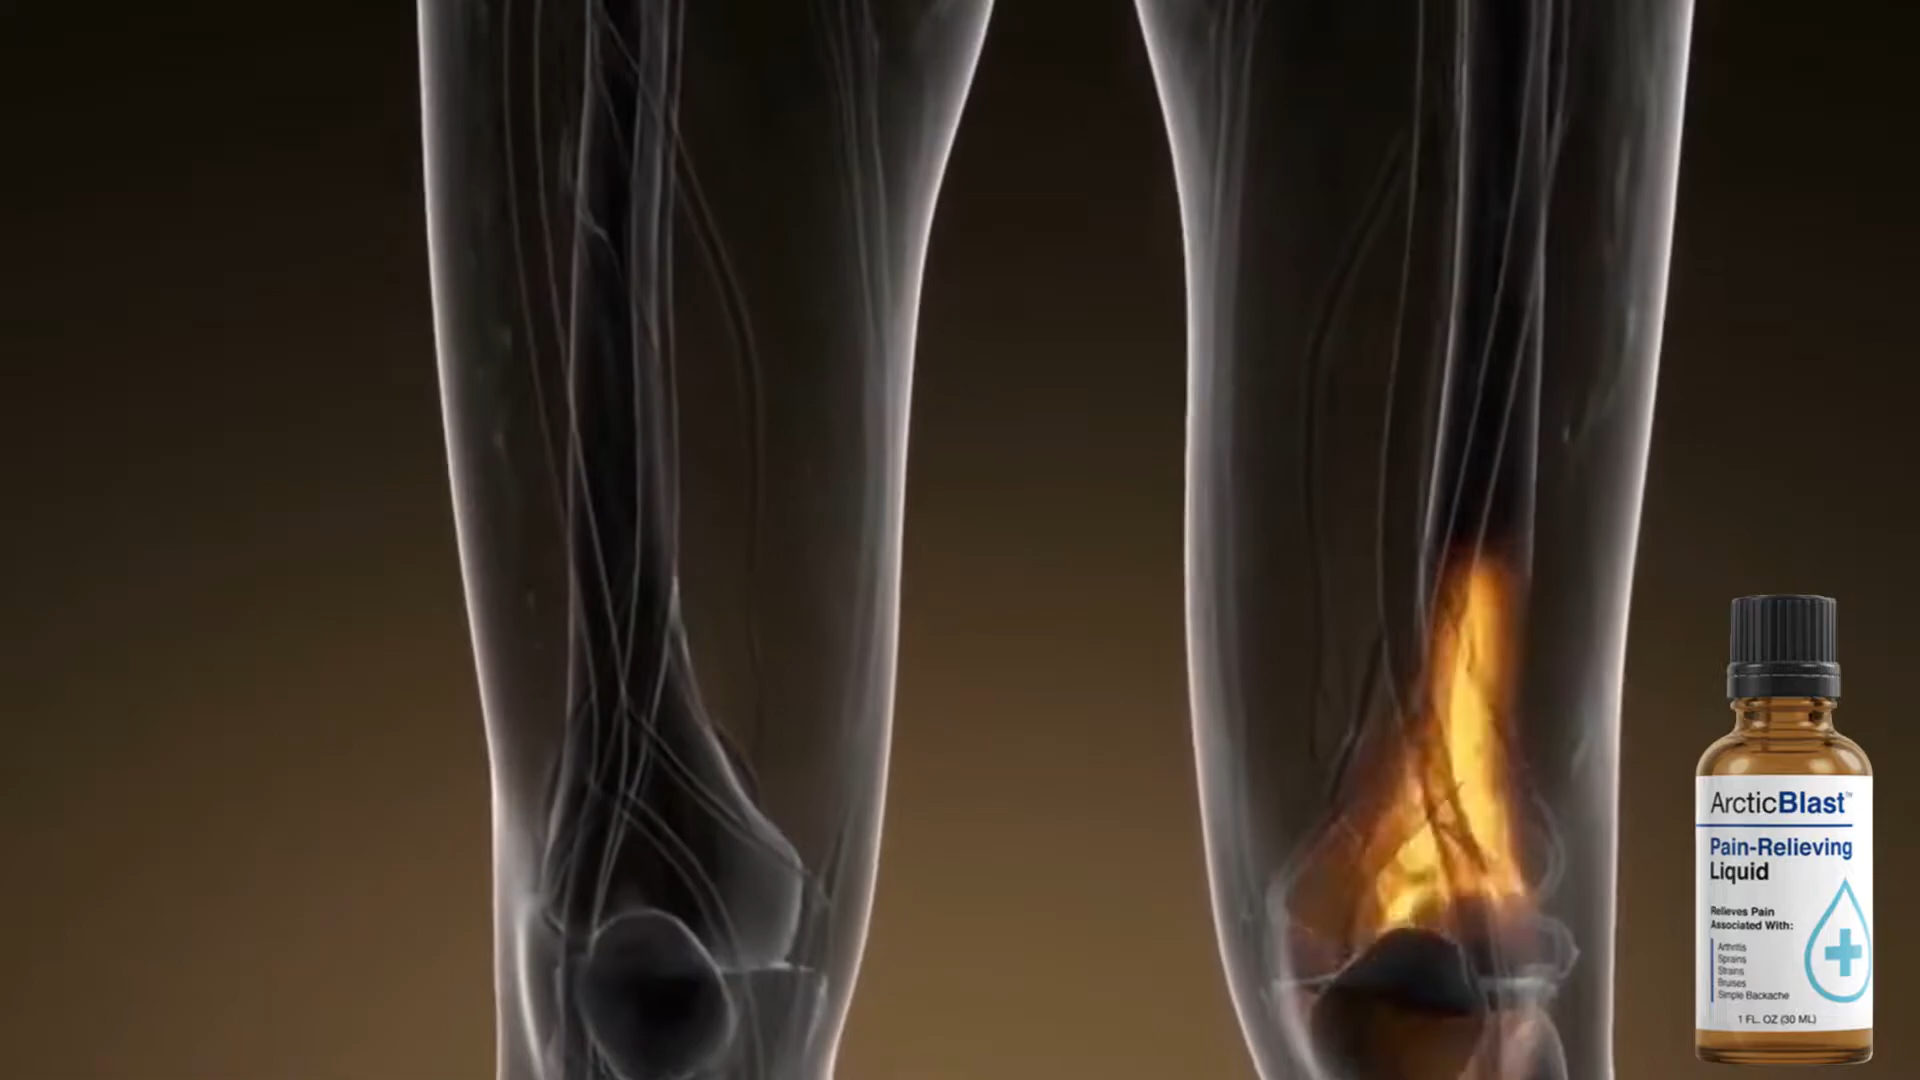 ArcticBlast™
Pain-Relieving
Liquid
Relieves Pain
Associated With:
Arthritis
Sprains
Strains
Bruises
Simple Backache
1 FL. OZ (30 ML)